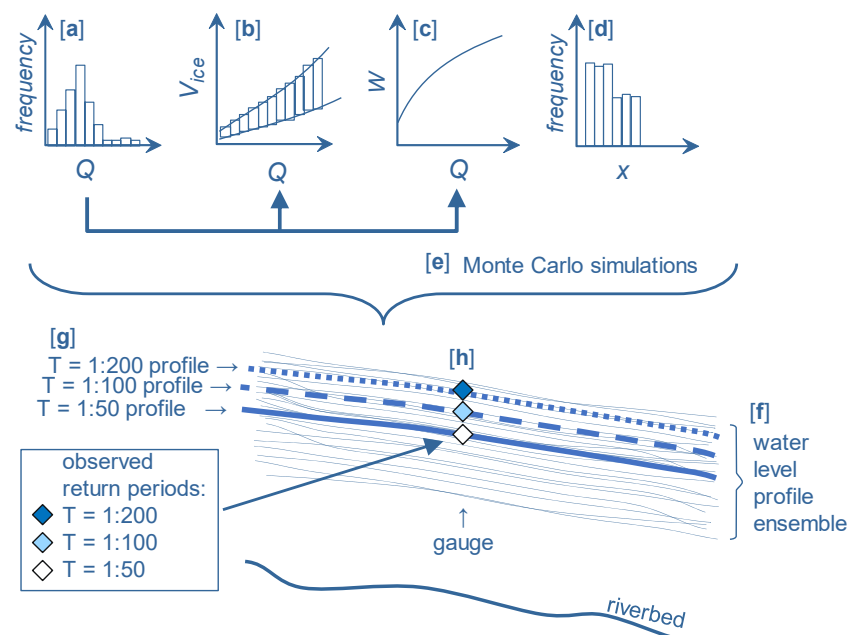 [a]
frequency
Q
[b]
Vice
Q
[c]
W
Q
[d]
frequency
x
[e] Monte Carlo simulations
[g]
T = 1:200 profile →
T = 1:100 profile →
T = 1:50 profile →
[h]
↑
gauge
[f]
water
level
profile
ensemble
observed
return periods:
T = 1:200
T = 1:100
T = 1:50
riverbed